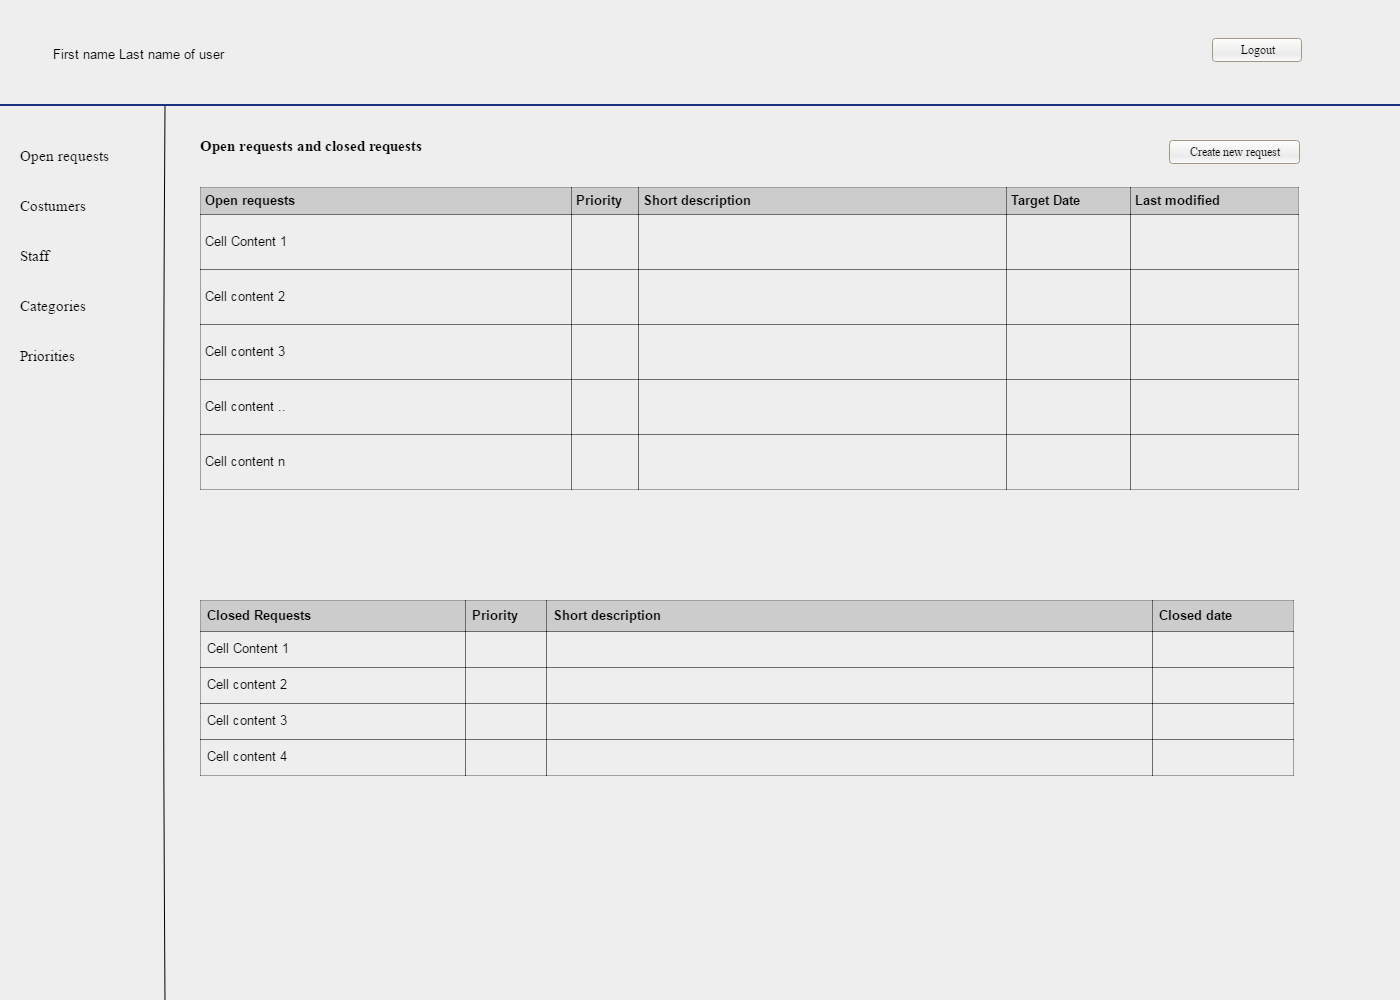 First name Last name of user
Logout
Open requests
Costumers
Staff
Categories
Priorities
Open requests and closed requests
Create new request
Open requests Priority Short description Target Date Last modified
Cell Content 1
Cell content 2
Cell content 3
Cell content ..
Cell content n
Closed Requests Priority Short description Closed date
Cell Content 1
Cell content 2
Cell content 3
Cell content 4